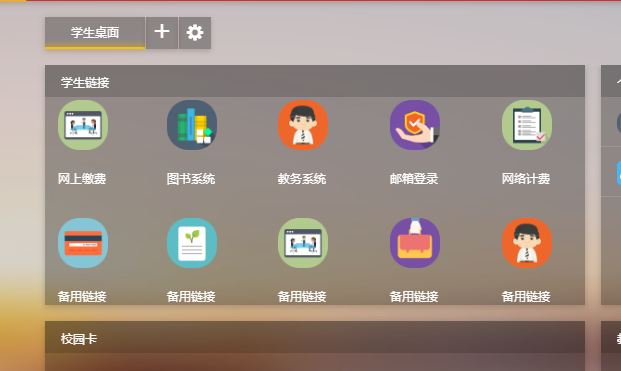 学生桌面
学生链接
网上缴费 图书系统 教务系统 邮箱登录 网络计费
备用链接 备用链接 备用链接 备用链接 备用链接
校园卡